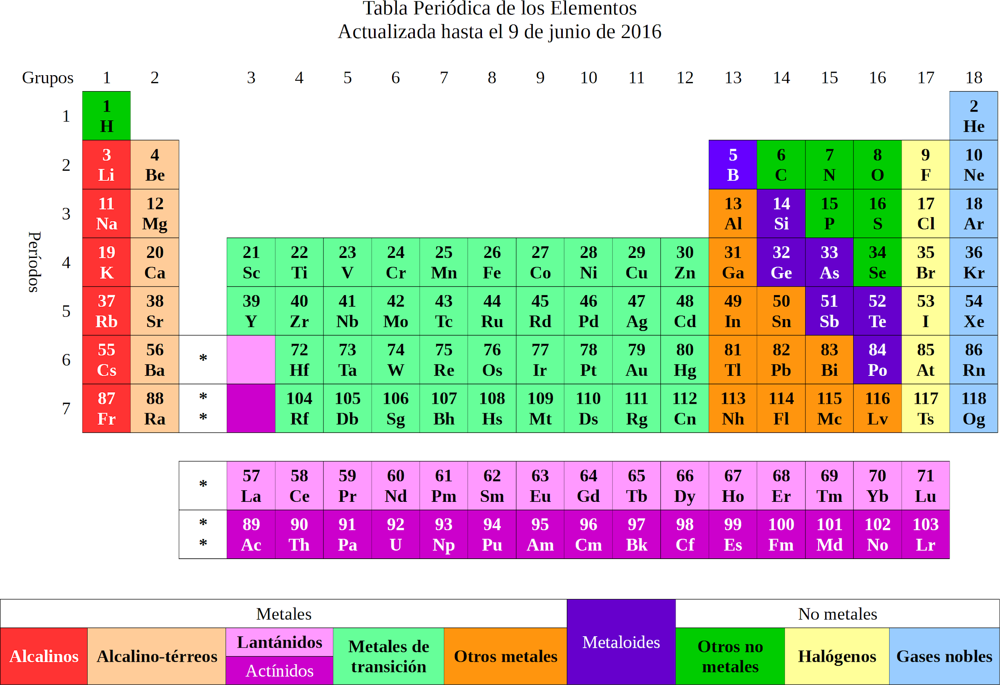 Tabla Periódica de los Elementos
Actualizada hasta el 9 de junio de 2016
Grupos 1 2 3 4 5 6 7 8 9 10 11 12 13 14 15 16 17 18
Períodos
1
1 2
H He
2
3 4 5 6 7 8 9 10
Li Be B C N O F Ne
3
11 12 13 14 15 16 17 18
Na Mg Al Si P S Cl Ar
4
19 20 21 22 23 24 25 26 27 28 29 30 31 32 33 34 35 36
K Ca Sc Ti V Cr Mn Fe Co Ni Cu Zn Ga Ge As Se Br Kr
5
37 38 39 40 41 42 43 44 45 46 47 48 49 50 51 52 53 54
Rb Sr Y Zr Nb Mo Tc Ru Rd Pd Ag Cd In Sn Sb Te I Xe
6
55 56 * 72 73 74 75 76 77 78 79 80 81 82 83 84 85 86
Cs Ba Hf Ta W Re Os Ir Pt Au Hg Tl Pb Bi Po At Rn
7
87 88 * 104 105 106 107 108 109 110 111 112 113 114 115 116 117 118
Fr Ra * Rf Db Sg Bh Hs Mt Ds Rg Cn Nh Fl Mc Lv Ts Og
* 57 58 59 60 61 62 63 64 65 66 67 68 69 70 71
La Ce Pr Nd Pm Sm Eu Gd Tb Dy Ho Er Tm Yb Lu
* 89 90 91 92 93 94 95 96 97 98 99 100 101 102 103
* Ac Th Pa U Np Pu Am Cm Bk Cf Es Fm Md No Lr
Metales
Metaloides
No metales
Alcalinos
Alcalino-térreos
Lantánidos
Actínidos
Metales de
transición
Otros metales
Otros no
metales
Halógenos
Gases nobles